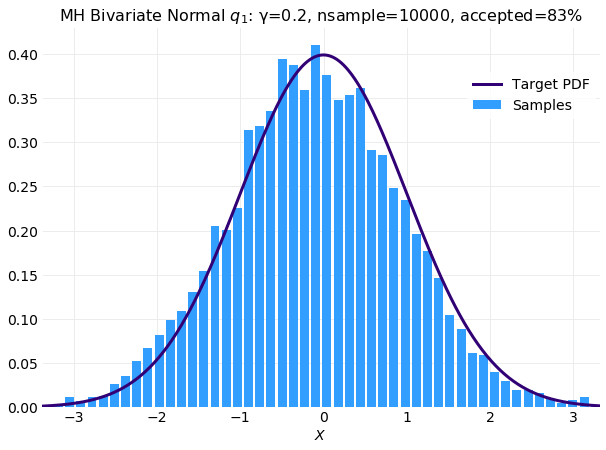 MH Bivariate Normal q₁: γ=0.2, nsample=10000, accepted=83%
0.40
0.35
0.30
0.25
0.20
0.15
0.10
0.05
0.00
Target PDF
Samples
−3 −2 −1 0 1 2 3
X